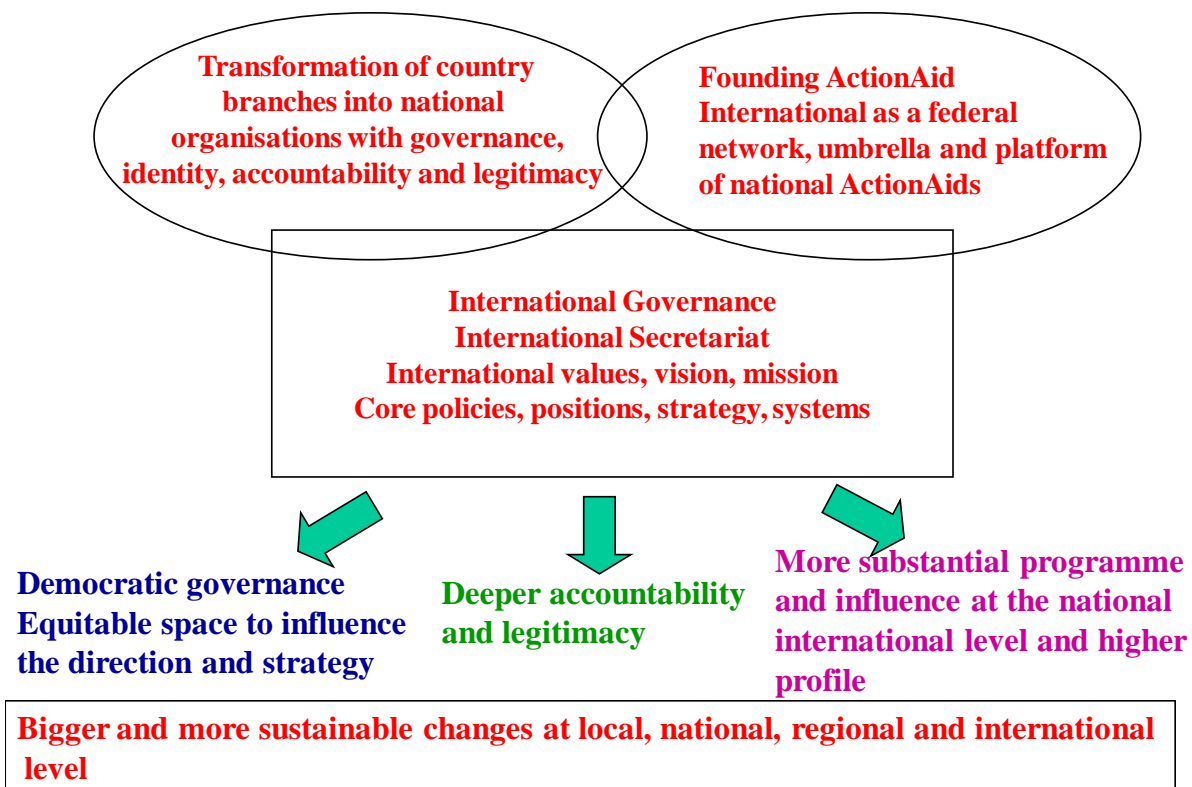 Transformation of country
branches into national
organisations with governance,
identity, accountability and legitimacy
Founding ActionAid
International as a federal
network, umbrella and platform
of national ActionAids
International Governance
International Secretariat
International values, vision, mission
Core policies, positions, strategy, systems
Democratic governance
Equitable space to influence
the direction and strategy
Deeper accountability
and legitimacy
More substantial programme
and influence at the national
international level and higher
profile
Bigger and more sustainable changes at local, national, regional and international
level